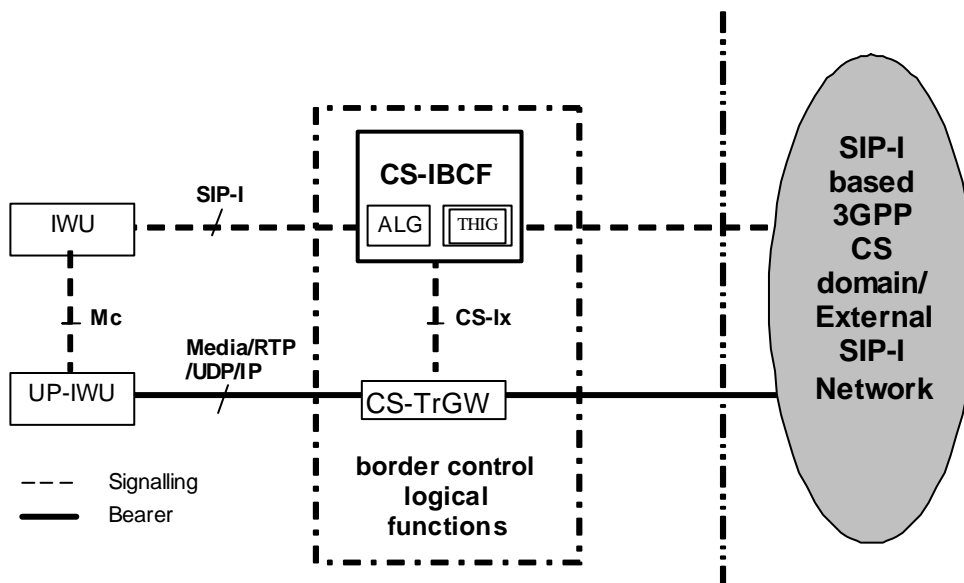 CS-IBCF
ALG
THIG
SIP-I
IWU
Mc
CS-Ix
Media/RTP
/UDP/IP
UP-IWU
CS-TrGW
border control
logical
functions
Signalling
Bearer
SIP-I
based
3GPP
CS
domain/
External
SIP-I
Network